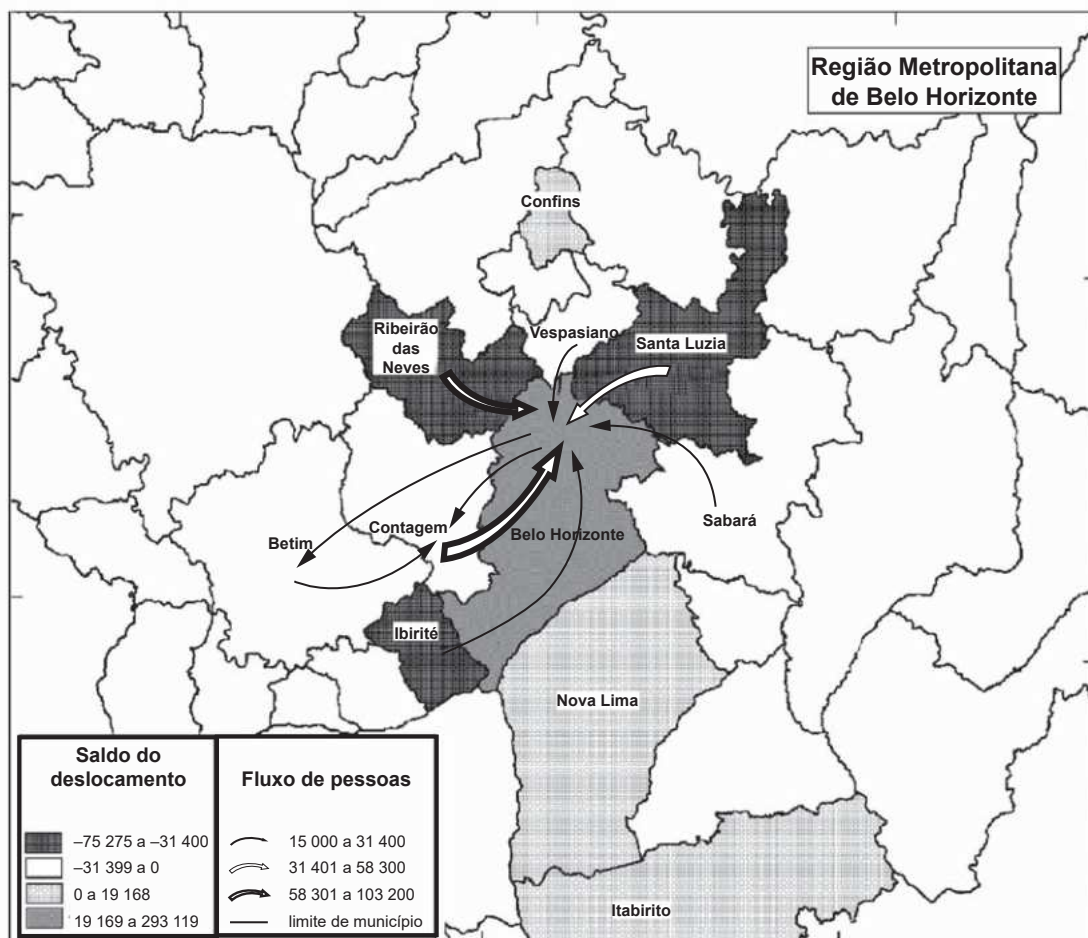 Região Metropolitana
de Belo Horizonte
Confins
Ribeirão
das
Neves
Vespasiano
Santa Luzia
Contagem
Betim
Belo Horizonte
Sabará
Ibirité
Nova Lima
Itabirito
Saldo do
deslocamento
–75 275 a –31 400
–31 399 a 0
0 a 19 168
19 169 a 293 119
Fluxo de pessoas
15 000 a 31 400
31 401 a 58 300
58 301 a 103 200
limite de município